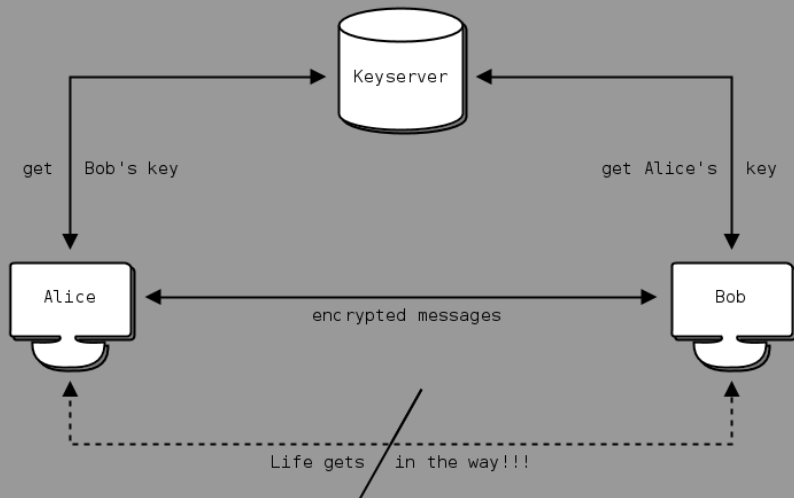 Keyserver
get Bob's key
get Alice's key
Alice
Bob
encrypted messages
Life gets in the way!!!